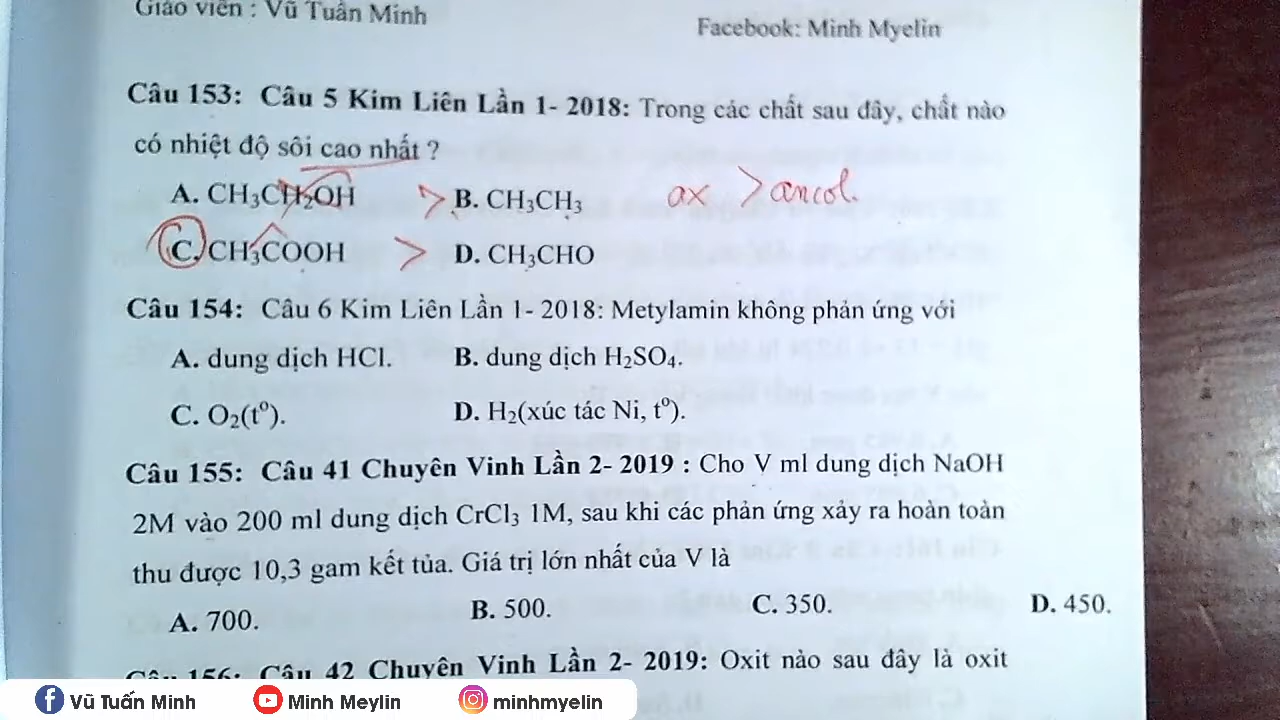 Giáo viên : Vũ Tuấn Minh
Facebook: Minh Myelin
Câu 153: Câu 5 Kim Liên Lần 1- 2018: Trong các chất sau đây, chất nào
có nhiệt độ sôi cao nhất ?
A. CH₃CH₂OH > B. CH₃CH₃ ax > ancol
C. CH₃COOH > D. CH₃CHO
Câu 154: Câu 6 Kim Liên Lần 1- 2018: Metylamin không phản ứng với
A. dung dịch HCl. B. dung dịch H₂SO₄.
C. O₂(tº). D. H₂(xúc tác Ni, tº).
Câu 155: Câu 41 Chuyên Vinh Lần 2- 2019 : Cho V ml dung dịch NaOH
2M vào 200 ml dung dịch CrCl₃ 1M, sau khi các phản ứng xảy ra hoàn toàn
thu được 10,3 gam kết tủa. Giá trị lớn nhất của V là
A. 700. B. 500. C. 350. D. 450.
Câu 156: Câu 42 Chuyên Vinh Lần 2- 2019: Oxit nào sau đây là oxit
Vũ Tuấn Minh Minh Meylin minhmyelin